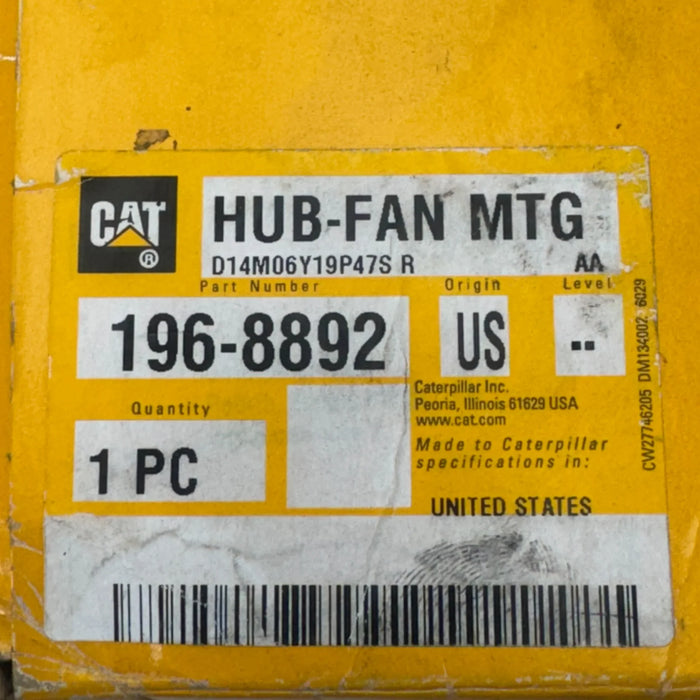 CAT ®
HUB-FAN MTG
D14M06Y19P47S R AA
Part Number Origin Level
196-8892 US --
Quantity
1 PC
Caterpillar Inc.
Peoria, Illinois 61629 USA
www.cat.com
Made to Caterpillar
specifications in:
UNITED STATES
CW27746205 DM134002 6029